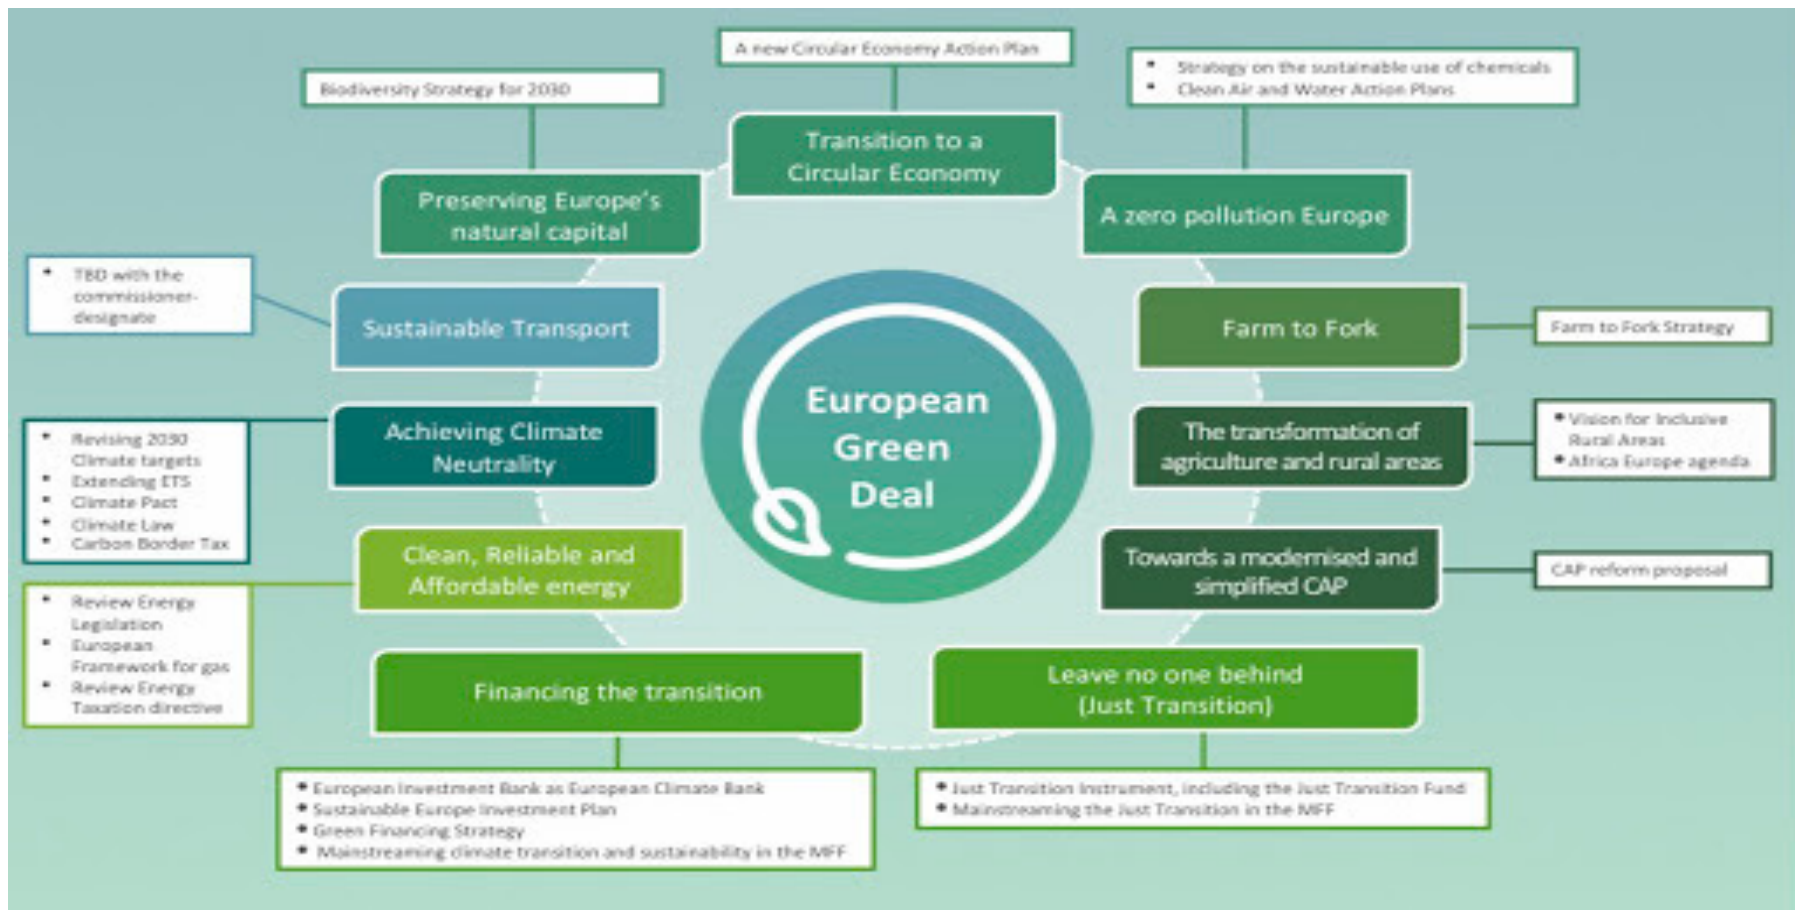 A new Circular Economy Action Plan
Biodiversity Strategy for 2030
• Strategy on the sustainable use of chemicals
• Clean Air and Water Action Plans
Transition to a
Circular Economy
Preserving Europe's
natural capital
A zero pollution Europe
• TBD with the
commissioner-
designate
Sustainable Transport
Farm to Fork
Farm to Fork Strategy
European
Green
Deal
• Revising 2030
Climate targets
• Extending ETS
• Climate Pact
• Climate Law
• Carbon Border Tax
Achieving Climate
Neutrality
The transformation of
agriculture and rural areas
• Vision for Inclusive
Rural Areas
• Africa Europe agenda
Clean, Reliable and
Affordable energy
Towards a modernised and
simplified CAP
CAP reform proposal
• Review Energy
Legislation
• European
Framework for gas
• Review Energy
Taxation directive
Financing the transition
Leave no one behind
(Just Transition)
• European Investment Bank as European Climate Bank
• Sustainable Europe Investment Plan
• Green Financing Strategy
• Mainstreaming climate transition and sustainability in the MFF
• Just Transition Instrument, including the Just Transition Fund
• Mainstreaming the Just Transition in the MFF